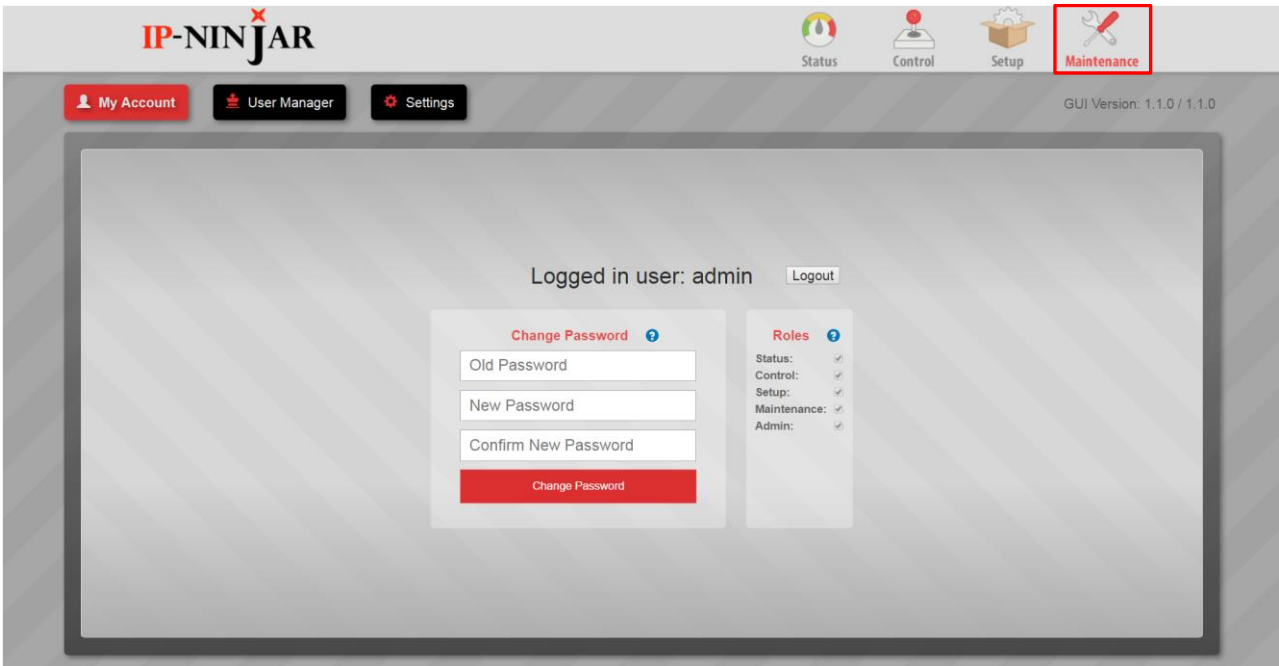 IP-NINJAR
Status
Control
Setup
Maintenance
My Account
User Manager
Settings
GUI Version: 1.1.0 / 1.1.0
Logged in user: admin
Logout
Change Password
Old Password
New Password
Confirm New Password
Change Password
Roles
Status:
Control:
Setup:
Maintenance:
Admin: